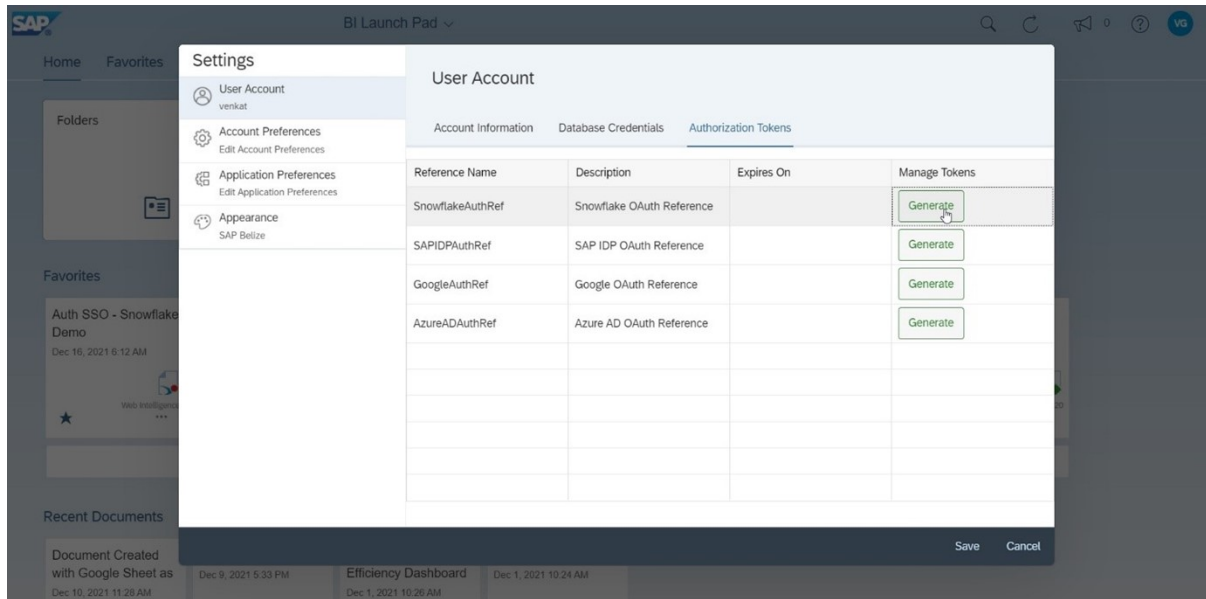 SAP
BI Launch Pad
0
VG
Home Favorites
Folders
Favorites
Auth SSO - Snowflake
Demo
Dec 16, 2021 6:12 AM
Web Intelligence
Recent Documents
Document Created
with Google Sheet as
Dec 10, 2021 11:28 AM
Dec 9, 2021 5:33 PM
Efficiency Dashboard
Dec 1, 2021 10:26 AM
Dec 1, 2021 10:24 AM
Settings
User Account
venkat
Account Preferences
Edit Account Preferences
Application Preferences
Edit Application Preferences
Appearance
SAP Belize
User Account
Account Information Database Credentials Authorization Tokens
Reference Name Description Expires On Manage Tokens
SnowflakeAuthRef Snowflake OAuth Reference Generate
SAPIDPAuthRef SAP IDP OAuth Reference Generate
GoogleAuthRef Google OAuth Reference Generate
AzureADAuthRef Azure AD OAuth Reference Generate
Save Cancel